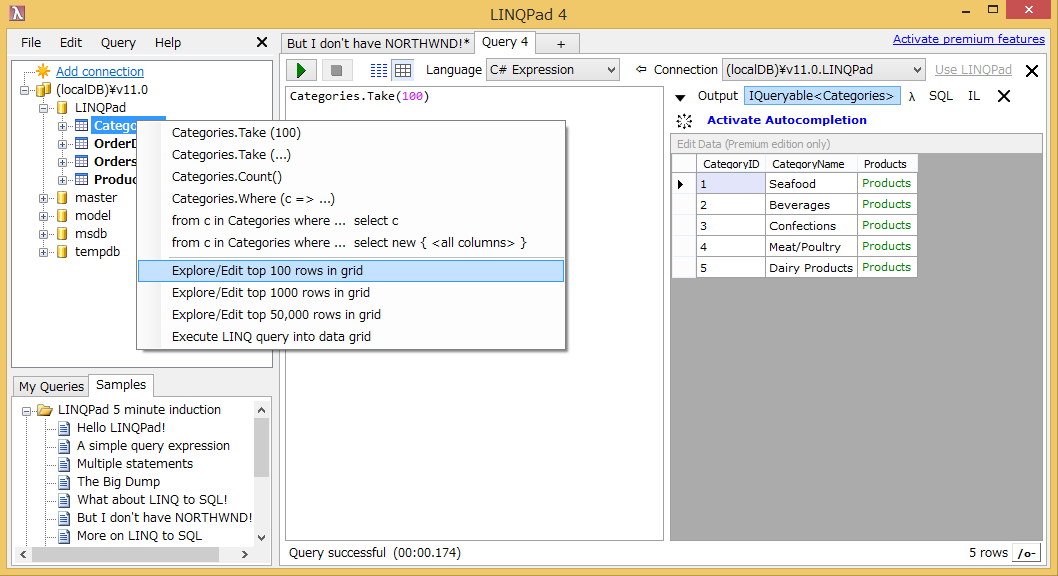 LINQPad 4
File Edit Query Help
But I don't have NORTHWND!* Query 4 +
Activate premium features
Language C# Expression Connection (localDB)¥v11.0.LINQPad Use LINQPad
Add connection
(localDB)¥v11.0
LINQPad
Catego
OrderD
Orders
Produc
master
model
msdb
tempdb
Categories.Take(100)
Categories.Take (100)
Categories.Take (...)
Categories.Count()
Categories.Where (c => ...)
from c in Categories where ... select c
from c in Categories where ... select new { <all columns> }
Explore/Edit top 100 rows in grid
Explore/Edit top 1000 rows in grid
Explore/Edit top 50,000 rows in grid
Execute LINQ query into data grid
Output IQueryable<Categories> λ SQL IL
Activate Autocompletion
Edit Data (Premium edition only)
CategoryID CategoryName Products
1 Seafood Products
2 Beverages Products
3 Confections Products
4 Meat/Poultry Products
5 Dairy Products Products
My Queries Samples
LINQPad 5 minute induction
Hello LINQPad!
A simple query expression
Multiple statements
The Big Dump
What about LINQ to SQL!
But I don't have NORTHWND!
More on LINQ to SQL
Query successful (00:00.174)
5 rows /o-